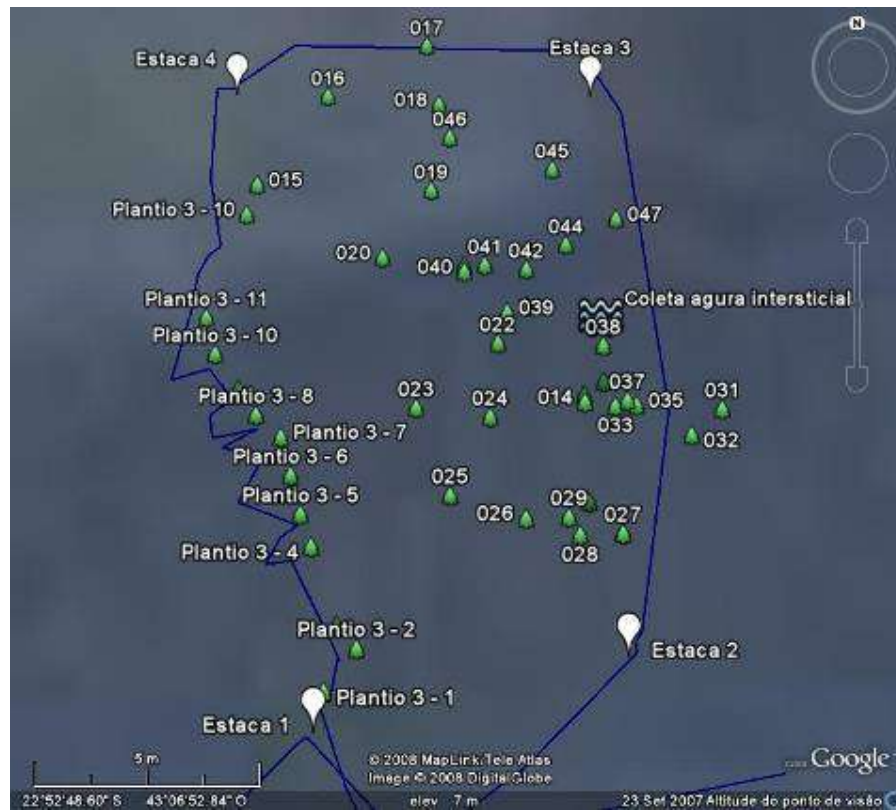 017
N
Estaca 4
Estaca 3
016
018
046
045
015
019
Plantio 3 - 10
047
044
020
041
042
040
Coleta agura intersticial
Plantio 3 - 11
039
022
038
Plantio 3 - 10
023
014
037
Plantio 3 - 8
024
035
031
033
032
Plantio 3 - 7
Plantio 3 - 6
025
Plantio 3 - 5
026
029
027
028
Plantio 3 - 4
Plantio 3 - 2
Estaca 2
Plantio 3 - 1
Estaca 1
5 m
© 2008 MapLink/Tele Atlas
Image © 2008 DigitalGlobe
Google
22°52'48.60" S 43°06'52.84" O elev 7 m 23 Set 2007 Altitude do ponto de visão